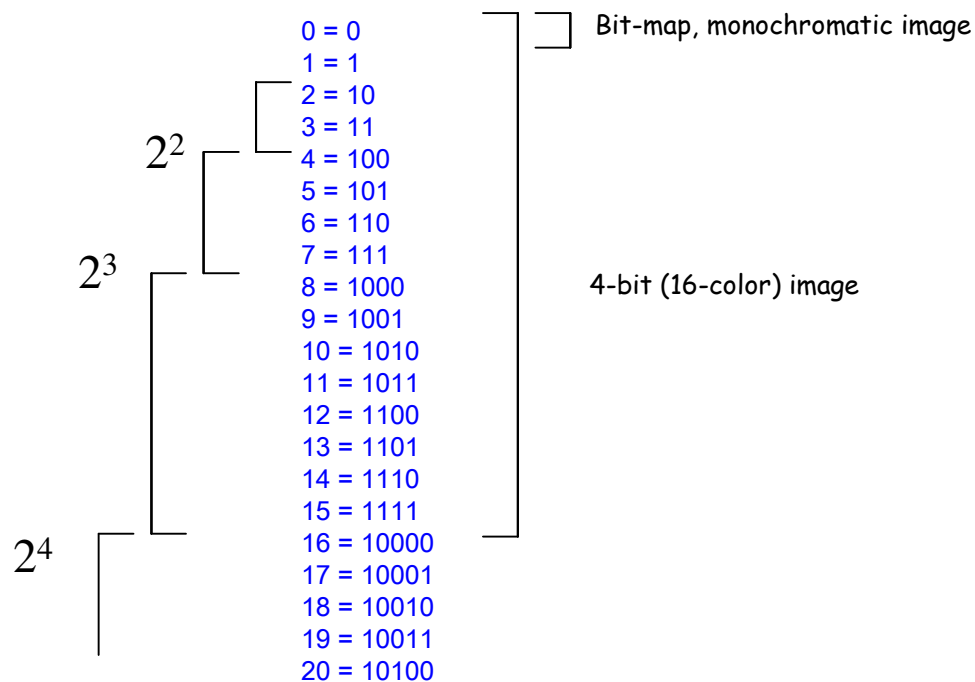 0 = 0
Bit-map, monochromatic image
1 = 1
2 = 10
3 = 11
2²
4 = 100
5 = 101
6 = 110
7 = 111
2³
8 = 1000
4-bit (16-color) image
9 = 1001
10 = 1010
11 = 1011
12 = 1100
13 = 1101
14 = 1110
15 = 1111
2⁴
16 = 10000
17 = 10001
18 = 10010
19 = 10011
20 = 10100